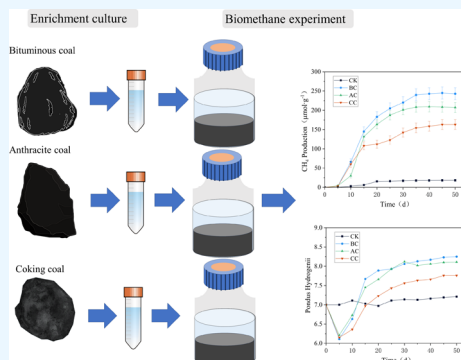 Enrichment culture
Biomethane experiment
Bituminous coal
Anthracite coal
Coking coal
CH₄ Production (μmol·g⁻¹)
300
250
200
150
100
50
0
CK
BC
AC
CC
0 10 20 30 40 50
Time (d)
Pondus Hydrogenii
9.0
8.5
8.0
7.5
7.0
6.5
6.0
5.5
CK
BC
AC
CC
0 10 20 30 40 50
Time (d)